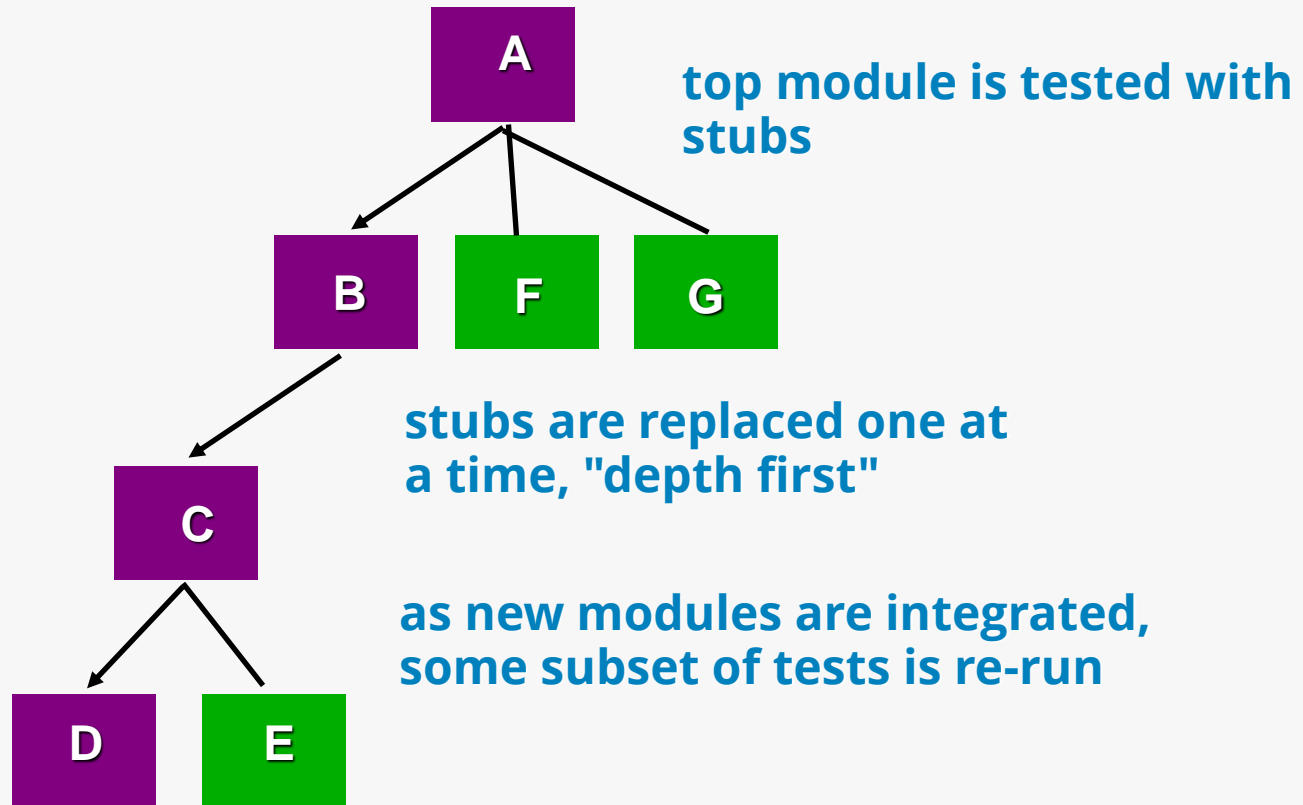 A
top module is tested with
stubs
B
F
G
stubs are replaced one at
a time, "depth first"
C
as new modules are integrated,
some subset of tests is re-run
D
E